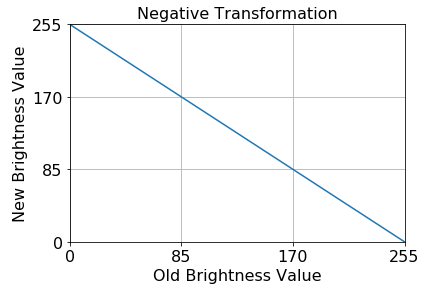 Negative Transformation
255
170
85
0
New Brightness Value
0 85 170 255
Old Brightness Value